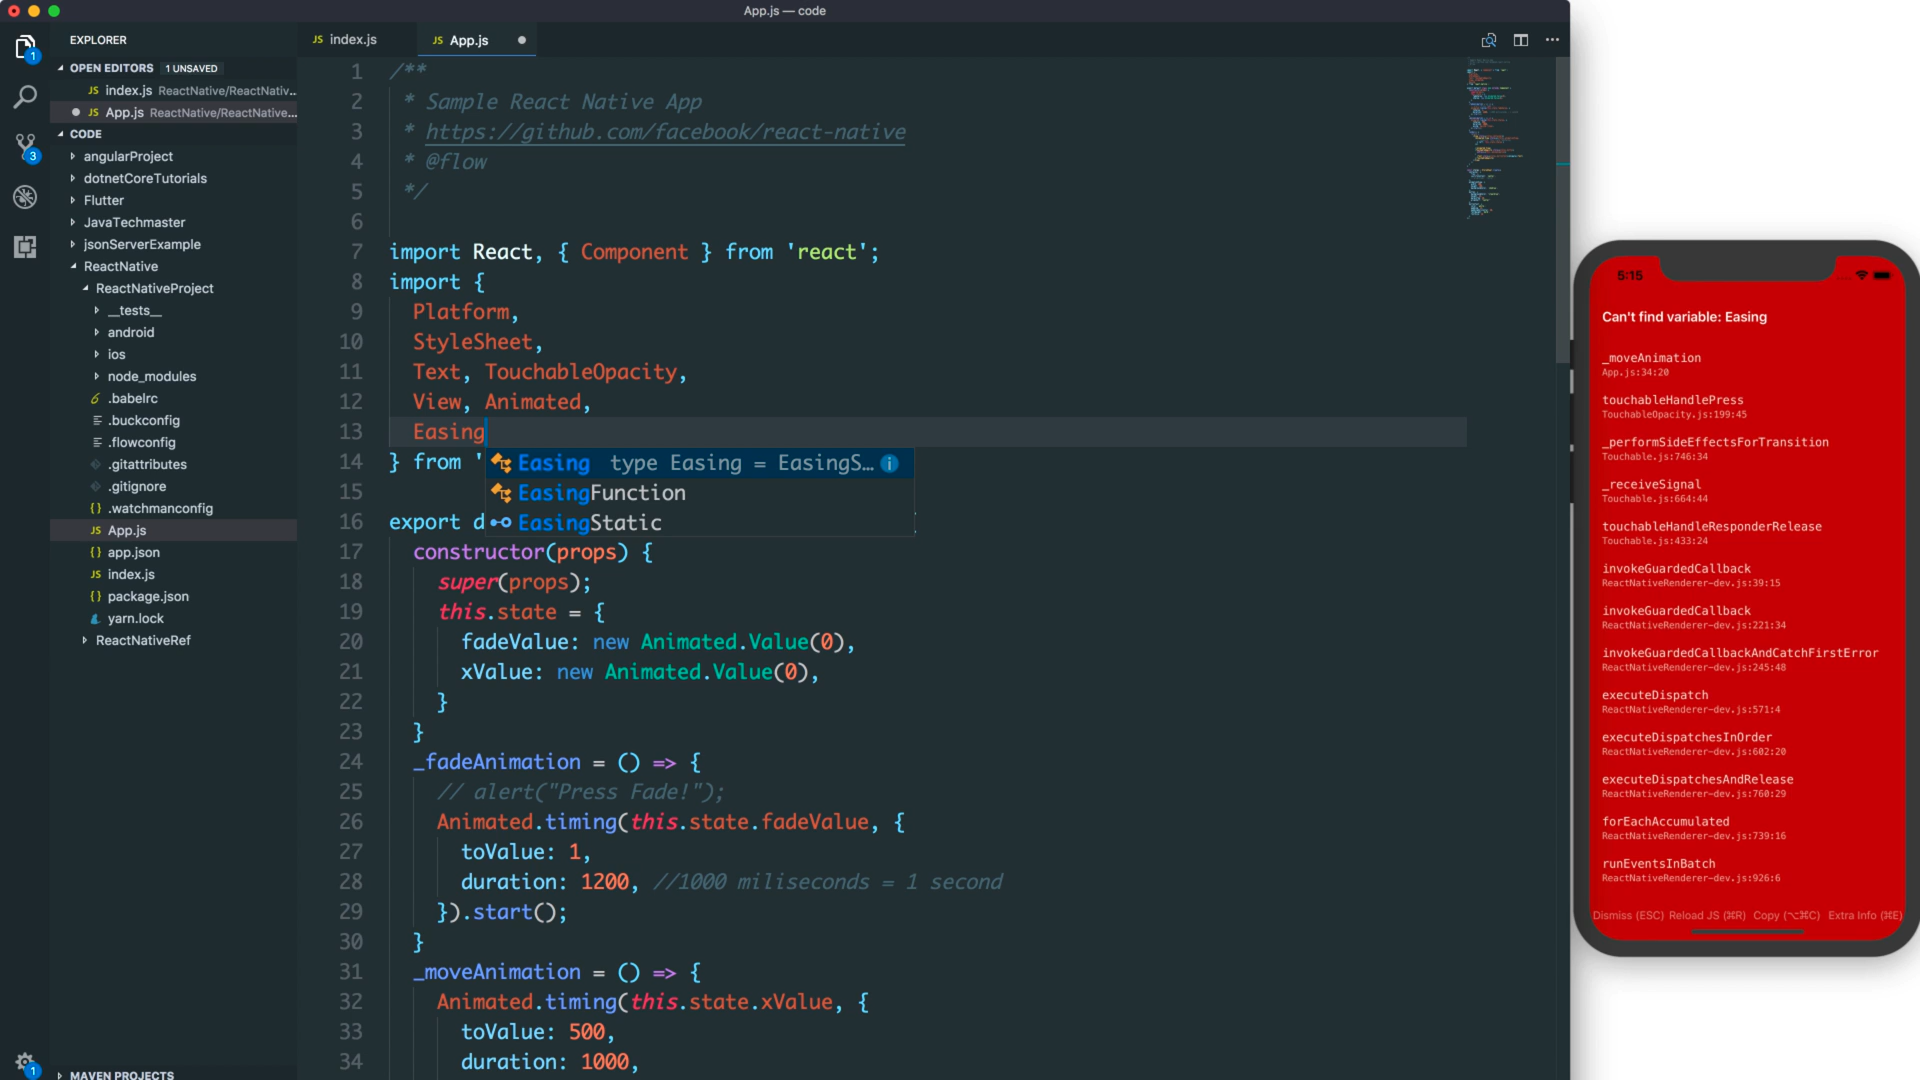 App.js — code
EXPLORER
OPEN EDITORS 1 UNSAVED
JS index.js ReactNative/ReactNativ...
JS App.js ReactNative/ReactNative...
CODE
angularProject
dotnetCoreTutorials
Flutter
JavaTechmaster
jsonServerExample
ReactNative
ReactNativeProject
__tests__
android
ios
node_modules
.babelrc
.buckconfig
.flowconfig
.gitattributes
.gitignore
{} .watchmanconfig
JS App.js
{} app.json
JS index.js
{} package.json
yarn.lock
ReactNativeRef
MAVEN PROJECTS
1
3
1
JS index.js
JS App.js
1 /**
2 * Sample React Native App
3 * https://github.com/facebook/react-native
4 * @flow
5 */
6
7 import React, { Component } from 'react';
8 import {
9 Platform,
10 StyleSheet,
11 Text, TouchableOpacity,
12 View, Animated,
13 Easing
14 } from '
Easing type Easing = EasingS...
EasingFunction
EasingStatic
15
16 export d
17 constructor(props) {
18 super(props);
19 this.state = {
20 fadeValue: new Animated.Value(0),
21 xValue: new Animated.Value(0),
22 }
23 }
24 _fadeAnimation = () => {
25 // alert("Press Fade!");
26 Animated.timing(this.state.fadeValue, {
27 toValue: 1,
28 duration: 1200, //1000 miliseconds = 1 second
29 }).start();
30 }
31 _moveAnimation = () => {
32 Animated.timing(this.state.xValue, {
33 toValue: 500,
34 duration: 1000,
5:15
Can't find variable: Easing
_moveAnimation
App.js:34:20
touchableHandlePress
TouchableOpacity.js:199:45
_performSideEffectsForTransition
Touchable.js:746:34
_receiveSignal
Touchable.js:664:44
touchableHandleResponderRelease
Touchable.js:433:24
invokeGuardedCallback
ReactNativeRenderer-dev.js:39:15
invokeGuardedCallback
ReactNativeRenderer-dev.js:221:34
invokeGuardedCallbackAndCatchFirstError
ReactNativeRenderer-dev.js:245:48
executeDispatch
ReactNativeRenderer-dev.js:571:4
executeDispatchesInOrder
ReactNativeRenderer-dev.js:602:20
executeDispatchesAndRelease
ReactNativeRenderer-dev.js:760:29
forEachAccumulated
ReactNativeRenderer-dev.js:739:16
runEventsInBatch
ReactNativeRenderer-dev.js:926:6
Dismiss (ESC) Reload JS (⌘R) Copy (⌥⌘C) Extra Info (⌘E)